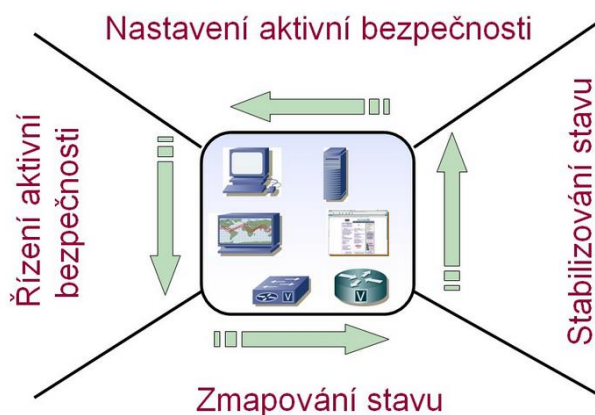 Nastavení aktivní bezpečnosti
Řízení aktivní
bezpečnosti
Stabilizování stavu
V
V
Zmapování stavu